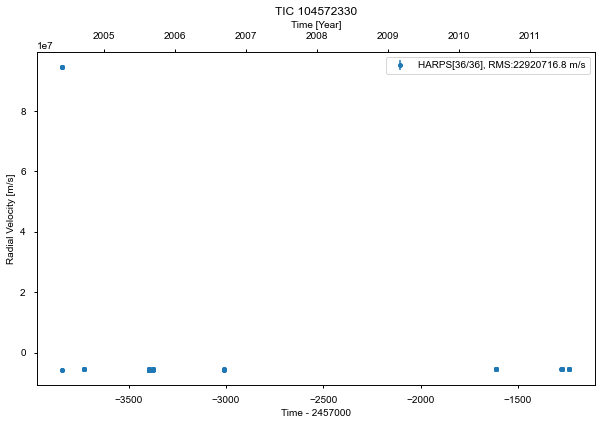 TIC 104572330
Time [Year]
2005 2006 2007 2008 2009 2010 2011
1e7
HARPS[36/36], RMS:22920716.8 m/s
8
6
4
2
0
Radial Velocity [m/s]
−3500 −3000 −2500 −2000 −1500
Time - 2457000